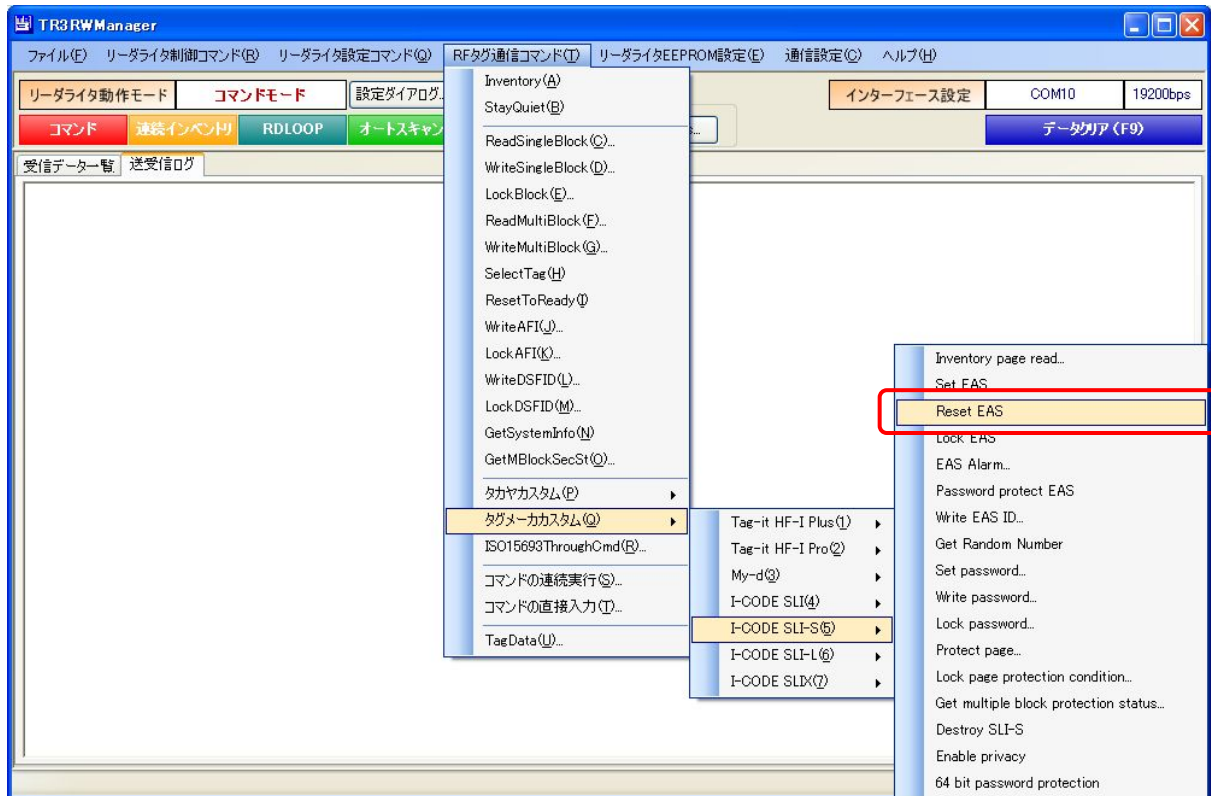 TR3RWManager
ファイル(F) リーダライタ制御コマンド(R) リーダライタ設定コマンド(Q) RFタグ通信コマンド(T) リーダライタEEPROM設定(E) 通信設定(C) ヘルプ(H)
リーダライタ動作モード コマンドモード 設定ダイアログ.. インターフェース設定 COM10 19200bps
コマンド 連続インベントリ RDLOOP オートスキャン データクリア(F9)
受信データ一覧 送受信ログ
Inventory(A)
StayQuiet(B)
ReadSingleBlock(C)...
WriteSingleBlock(D)...
LockBlock(E)...
ReadMultiBlock(F)...
WriteMultiBlock(G)...
SelectTag(H)
ResetToReady(I)
WriteAFI(J)...
LockAFI(K)...
WriteDSFID(L)...
LockDSFID(M)...
GetSystemInfo(N)
GetMBlockSecSt(O)...
タカヤカスタム(P)
タグメーカカスタム(Q)
ISO15693ThroughCmd(R)...
コマンドの連続実行(S)...
コマンドの直接入力(T)...
TagData(U)...
Tag-it HF-I Plus(1)
Tag-it HF-I Pro(2)
My-d(3)
I-CODE SLI(4)
I-CODE SLI-S(5)
I-CODE SLI-L(6)
I-CODE SLIX(7)
Inventory page read...
Set EAS
Reset EAS
Lock EAS
EAS Alarm...
Password protect EAS
Write EAS ID...
Get Random Number
Set password...
Write password...
Lock password...
Protect page...
Lock page protection condition...
Get multiple block protection status...
Destroy SLI-S
Enable privacy
64 bit password protection